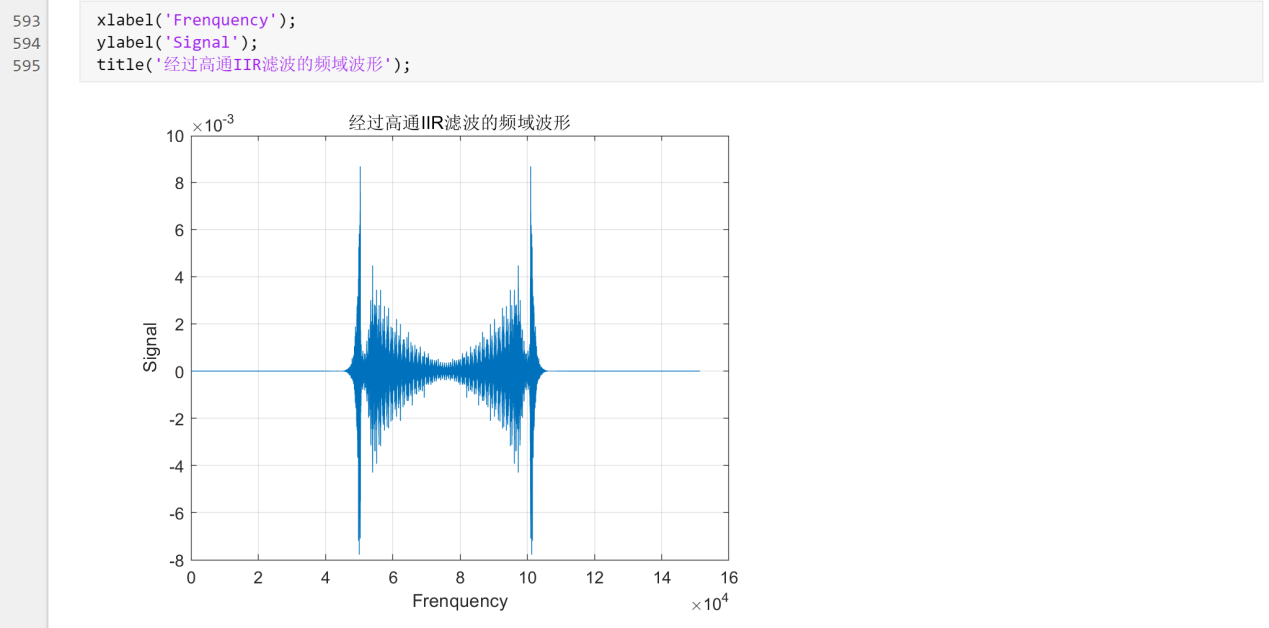 593 xlabel('Frenquency');
594 ylabel('Signal');
595 title('经过高通IIR滤波的频域波形');
经过高通IIR滤波的频域波形
×10-3
10
8
6
4
2
0
-2
-4
-6
-8
Signal
0 2 4 6 8 10 12 14 16
Frenquency
×104